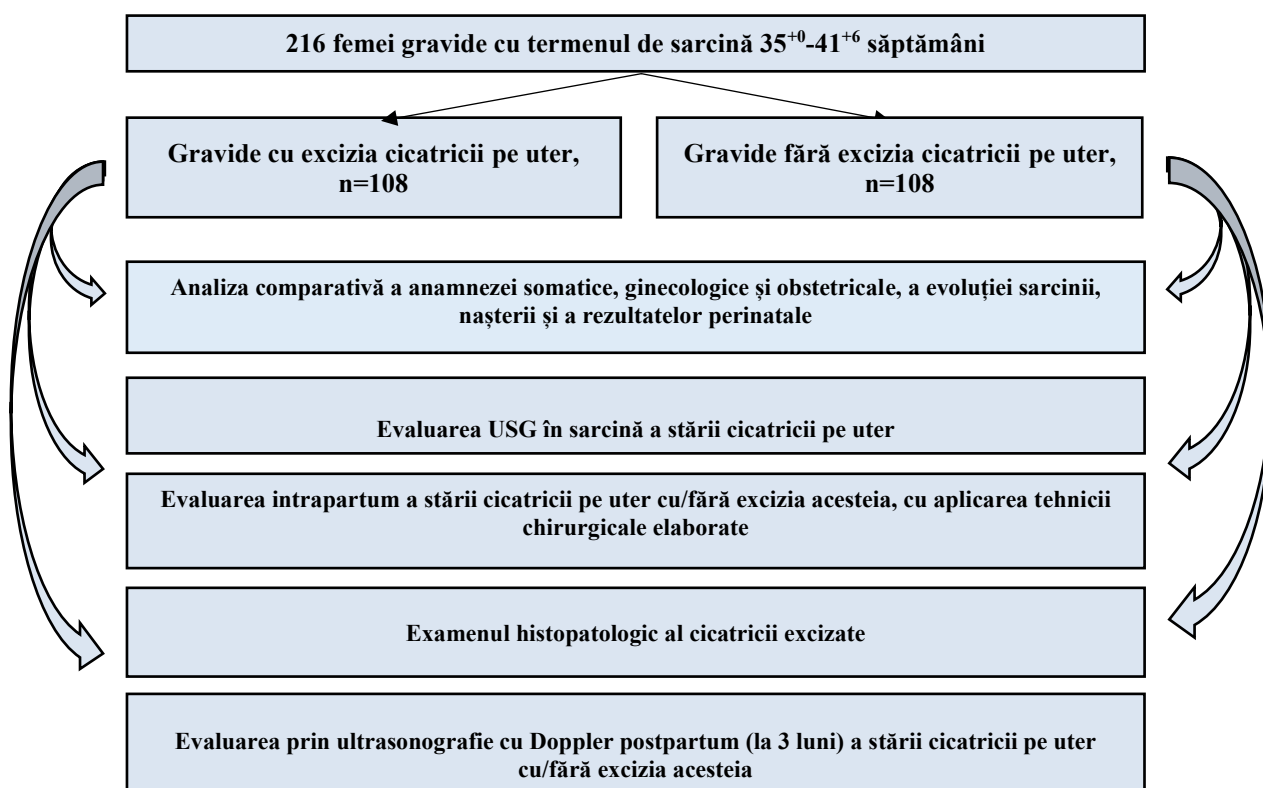 216 femei gravide cu termenul de sarcină 35+0-41+6 săptămâni
Gravide cu excizia cicatricii pe uter,
n=108
Gravide fără excizia cicatricii pe uter,
n=108
Analiza comparativă a anamnezei somatice, ginecologice și obstetricale, a evoluției sarcinii,
nașterii și a rezultatelor perinatale
Evaluarea USG în sarcină a stării cicatricii pe uter
Evaluarea intrapartum a stării cicatricii pe uter cu/fără excizia acesteia, cu aplicarea tehnicii
chirurgicale elaborate
Examenul histopatologic al cicatricii excizate
Evaluarea prin ultrasonografie cu Doppler postpartum (la 3 luni) a stării cicatricii pe uter
cu/fără excizia acesteia